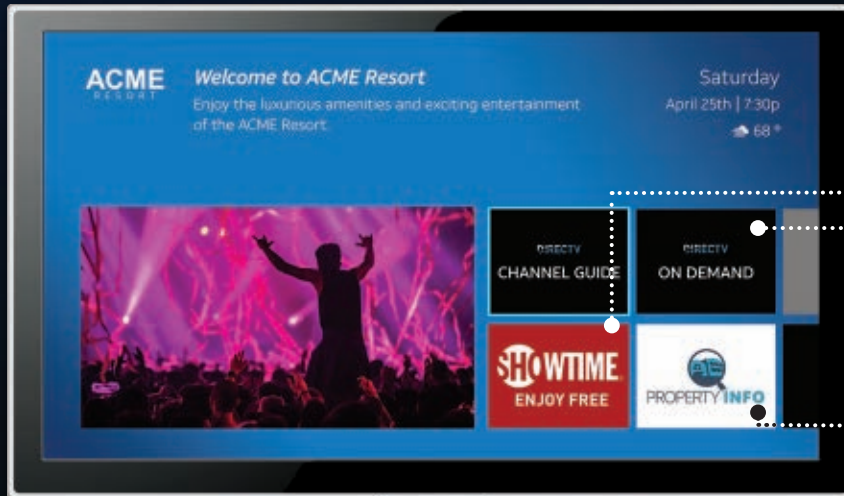 ACME
RESORT
Welcome to ACME Resort
Enjoy the luxurious amenities and exciting entertainment
of the ACME Resort.
Saturday
April 25th | 7:30p
68°
DIRECTV
CHANNEL GUIDE
DIRECTV
ON DEMAND
SHOWTIME
ENJOY FREE
PROPERTY INFO